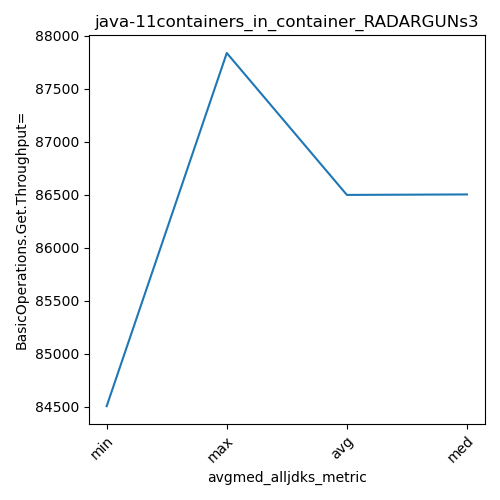 java-11containers_in_container_RADARGUNs3
88000
87500
87000
86500
86000
85500
85000
84500
BasicOperations.Get.Throughput=
min
max
avg
med
avgmed_alljdks_metric